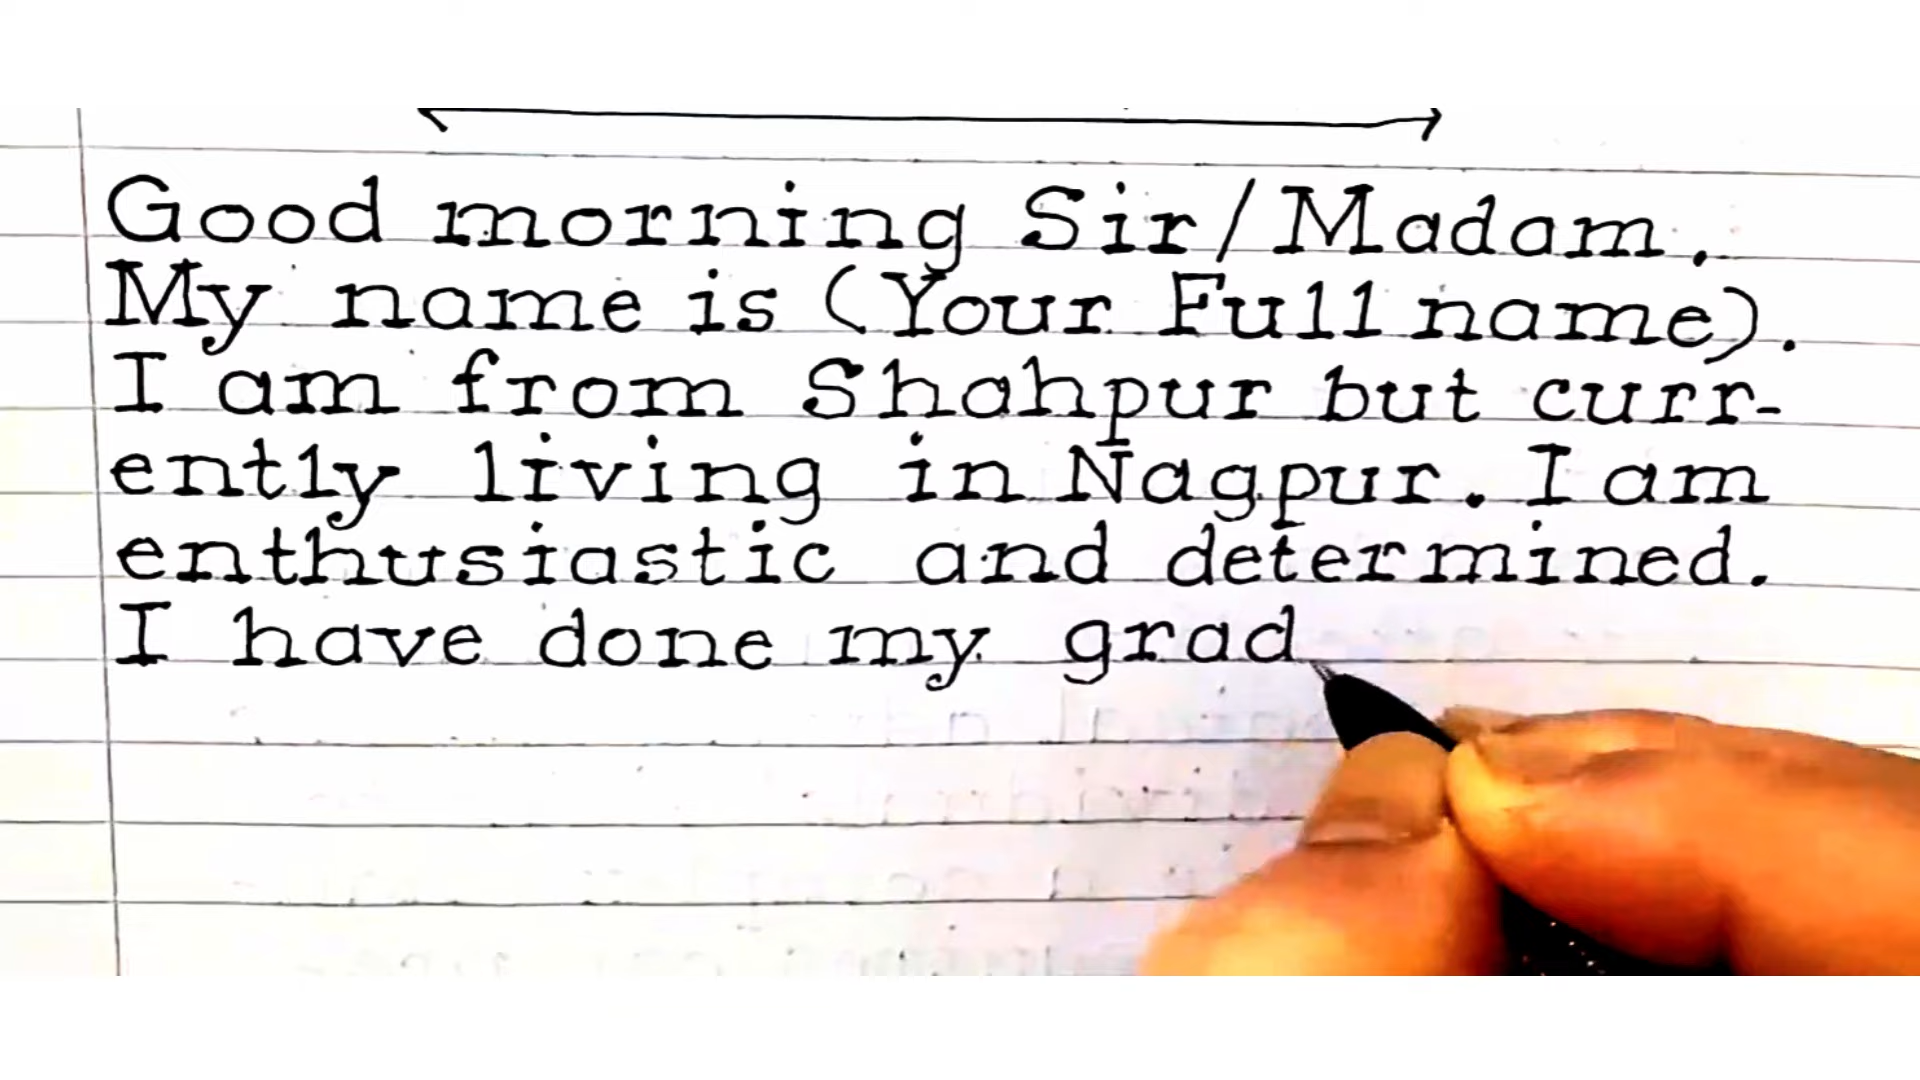 Good morning Sir/Madam.
My name is (Your Full name).
I am from Shahpur but curr-
ently living in Nagpur. I am
enthusiastic and determined.
I have done my grad